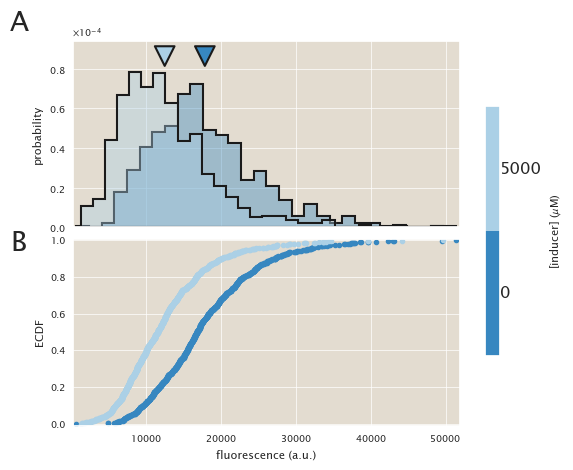 A
×10⁻⁴
0.8
0.6
0.4
0.2
0.0
probability
B
1.0
0.8
0.6
0.4
0.2
0.0
ECDF
10000 20000 30000 40000 50000
fluorescence (a.u.)
5000
0
[inducer] (μM)